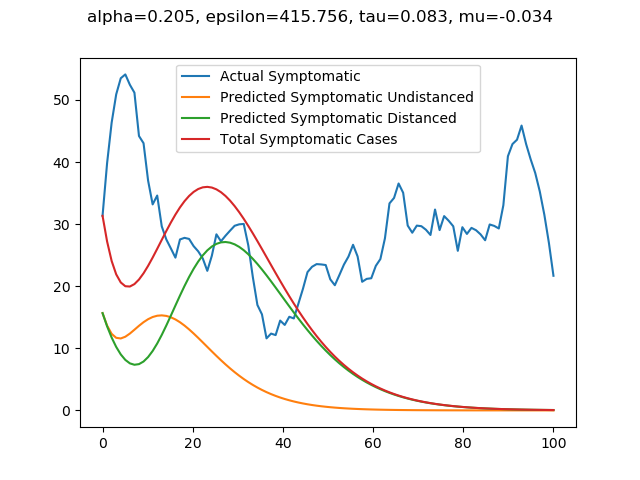 alpha=0.205, epsilon=415.756, tau=0.083, mu=-0.034
Actual Symptomatic
Predicted Symptomatic Undistanced
Predicted Symptomatic Distanced
Total Symptomatic Cases
50
40
30
20
10
0
0 20 40 60 80 100